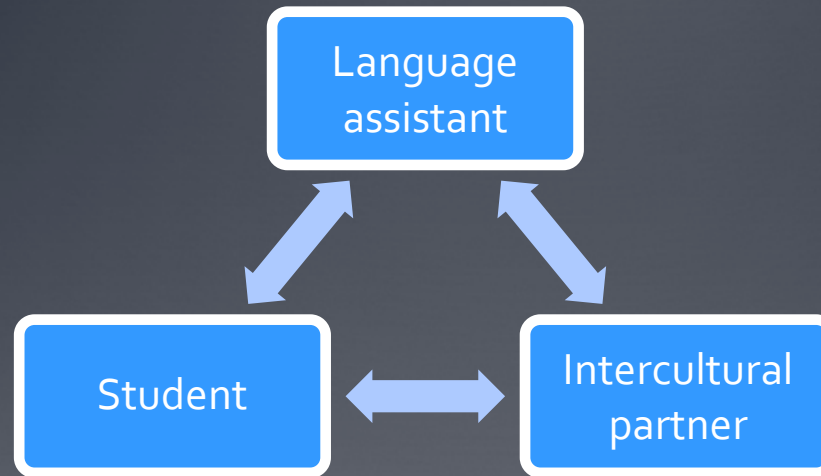 Language
assistant
Student
Intercultural
partner